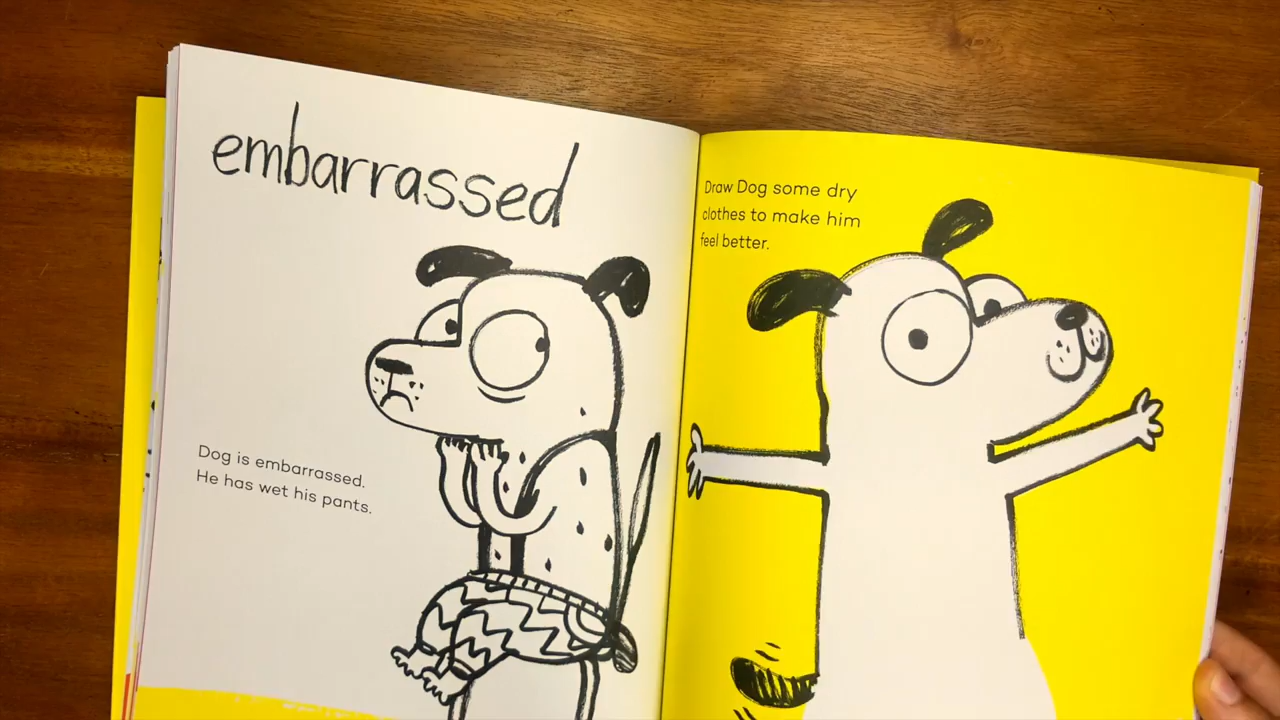 embarrassed
Dog is embarrassed.
He has wet his pants.
Draw Dog some dry
clothes to make him
feel better.